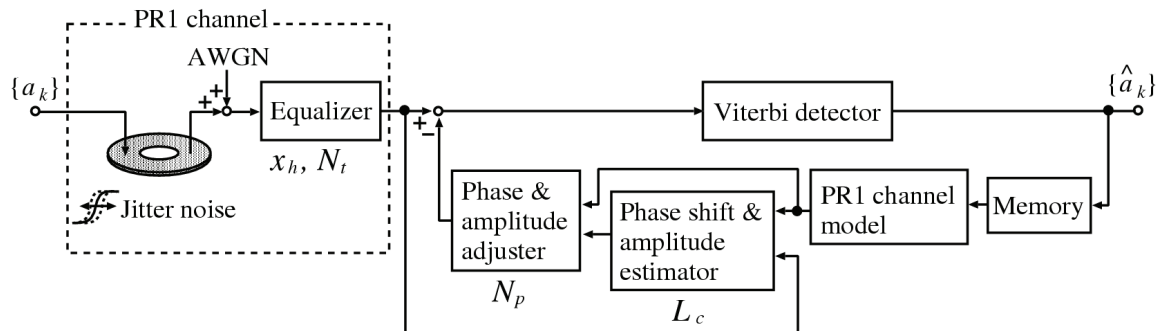 PR1 channel
AWGN
{a_k}
+
+
Equalizer
x_h, N_t
+
−
Viterbi detector
{â_k}
Jitter noise
Phase &
amplitude
adjuster
N_p
Phase shift &
amplitude
estimator
L_c
PR1 channel
model
Memory